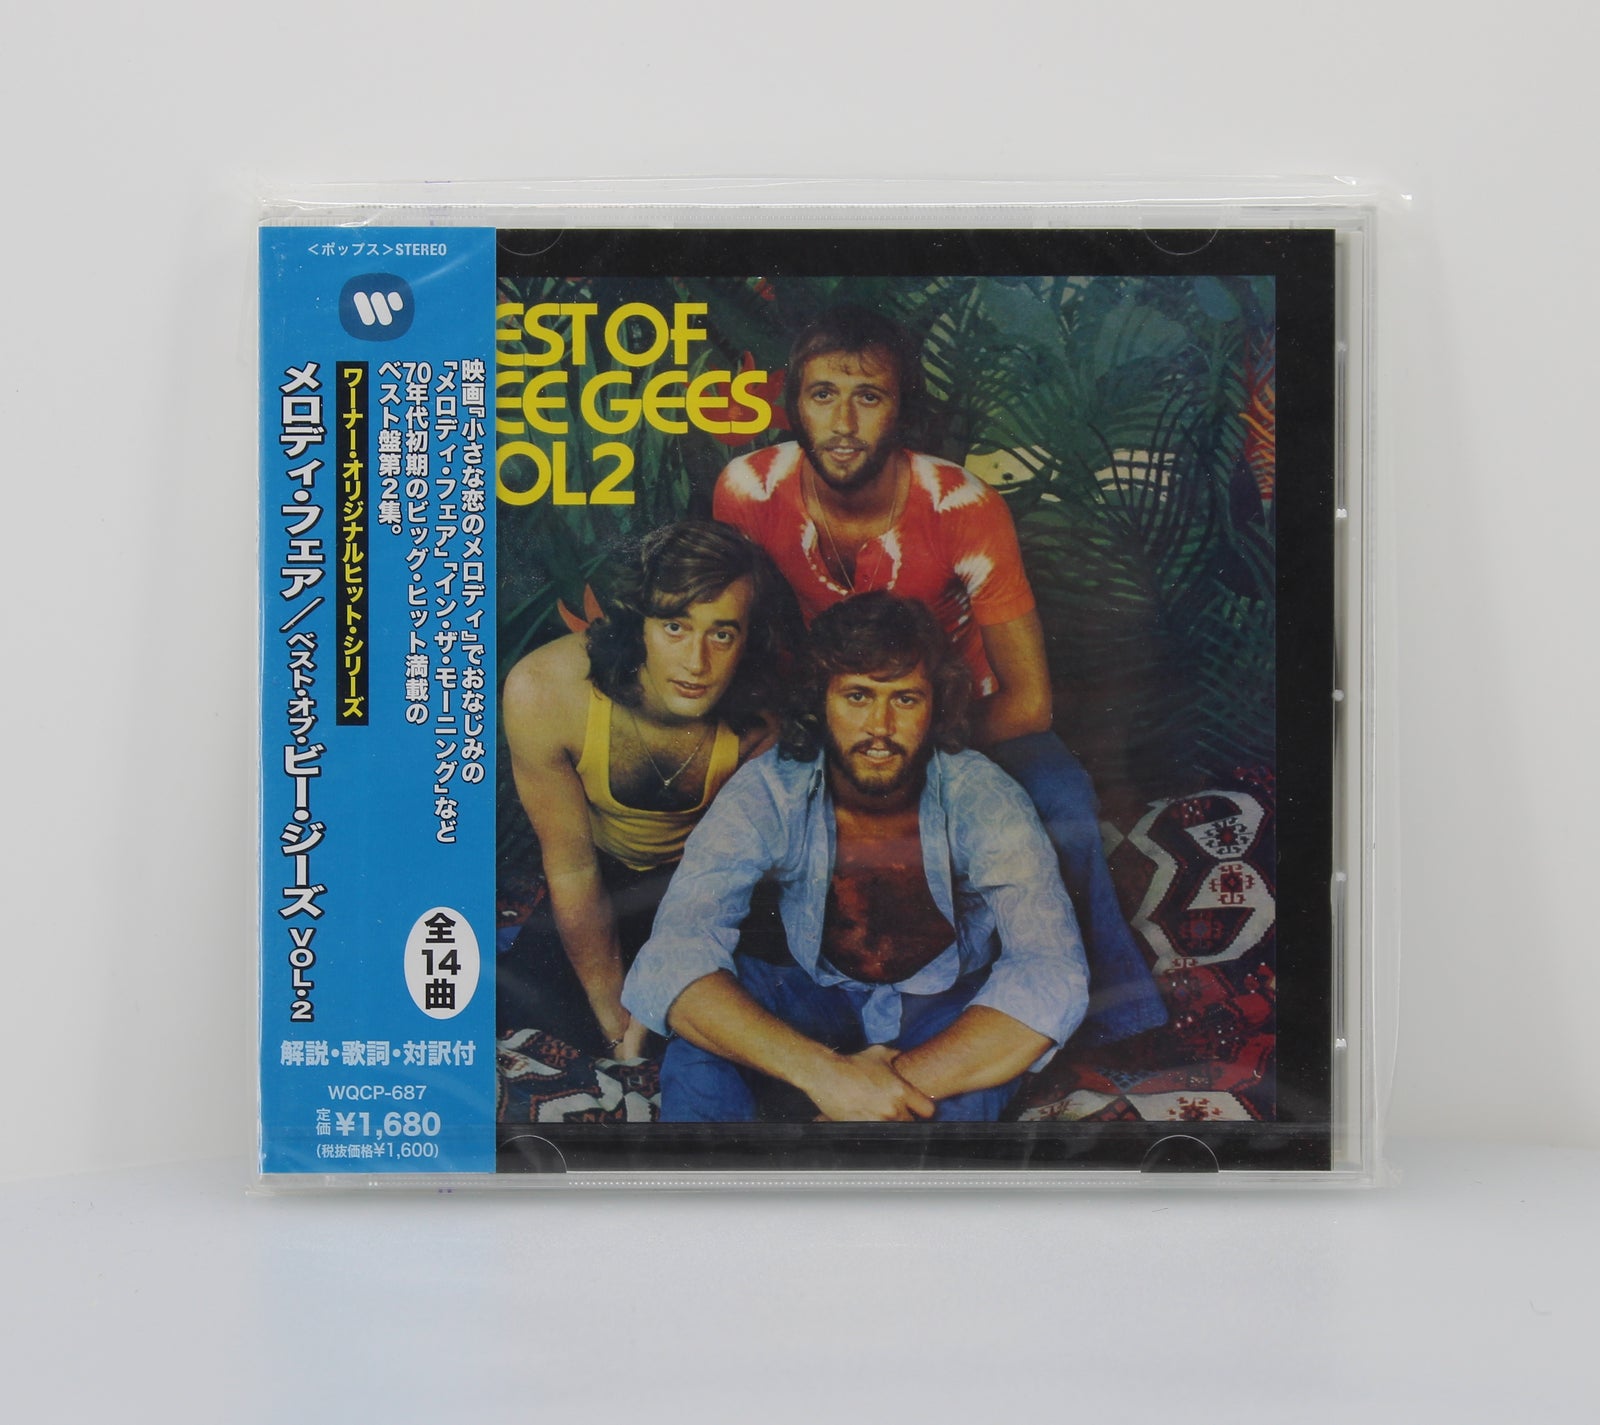 <ポップス>STEREO
映画『小さな恋のメロディ』でおなじみの
「メロディ・フェア」「イン・ザ・モーニング」など
70年代初期のビッグ・ヒット満載の
ベスト盤第2集。
ワーナー・オリジナルヒット・シリーズ
メロディ・フェア/ベスト・オブ・ビー・ジーズ VOL.2
全
14
曲
解説・歌詞・対訳付
WQCP-687
定価¥1,680
(税抜価格¥1,600)
EST OF
EE GEES
OL2